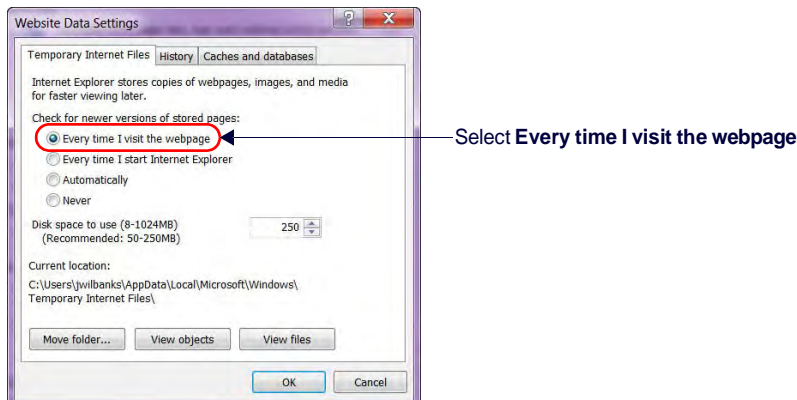 Website Data Settings
Temporary Internet Files History Caches and databases
Internet Explorer stores copies of webpages, images, and media
for faster viewing later.
Check for newer versions of stored pages:
Every time I visit the webpage
Select Every time I visit the webpage
Every time I start Internet Explorer
Automatically
Never
Disk space to use (8-1024MB) 250
(Recommended: 50-250MB)
Current location:
C:\Users\jwilbanks\AppData\Local\Microsoft\Windows\
Temporary Internet Files\
Move folder... View objects View files
OK Cancel